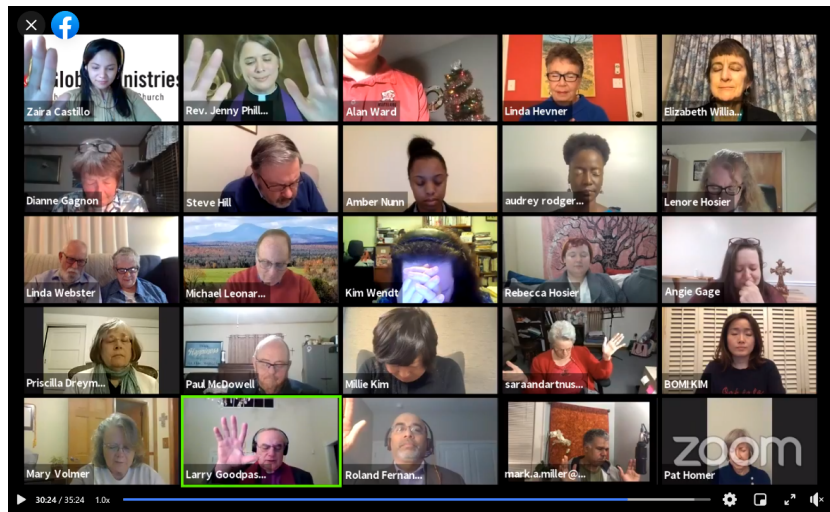 Global Ministries
Church
Zaira Castillo
Rev. Jenny Phill...
Alan Ward
Linda Hevner
Elizabeth Willia...
Dianne Gagnon
Steve Hill
Amber Nunn
audrey rodger...
Lenore Hosier
Linda Webster
Michael Leonar...
Kim Wendt
Rebecca Hosier
Angie Gage
Priscilla Dreym...
Paul McDowell
Millie Kim
saraandartnus...
BOMI KIM
Mary Volmer
Larry Goodpas...
Roland Fernan...
mark.a.miller@...
Pat Homer
zoom
30:24 / 35:24 1.0x